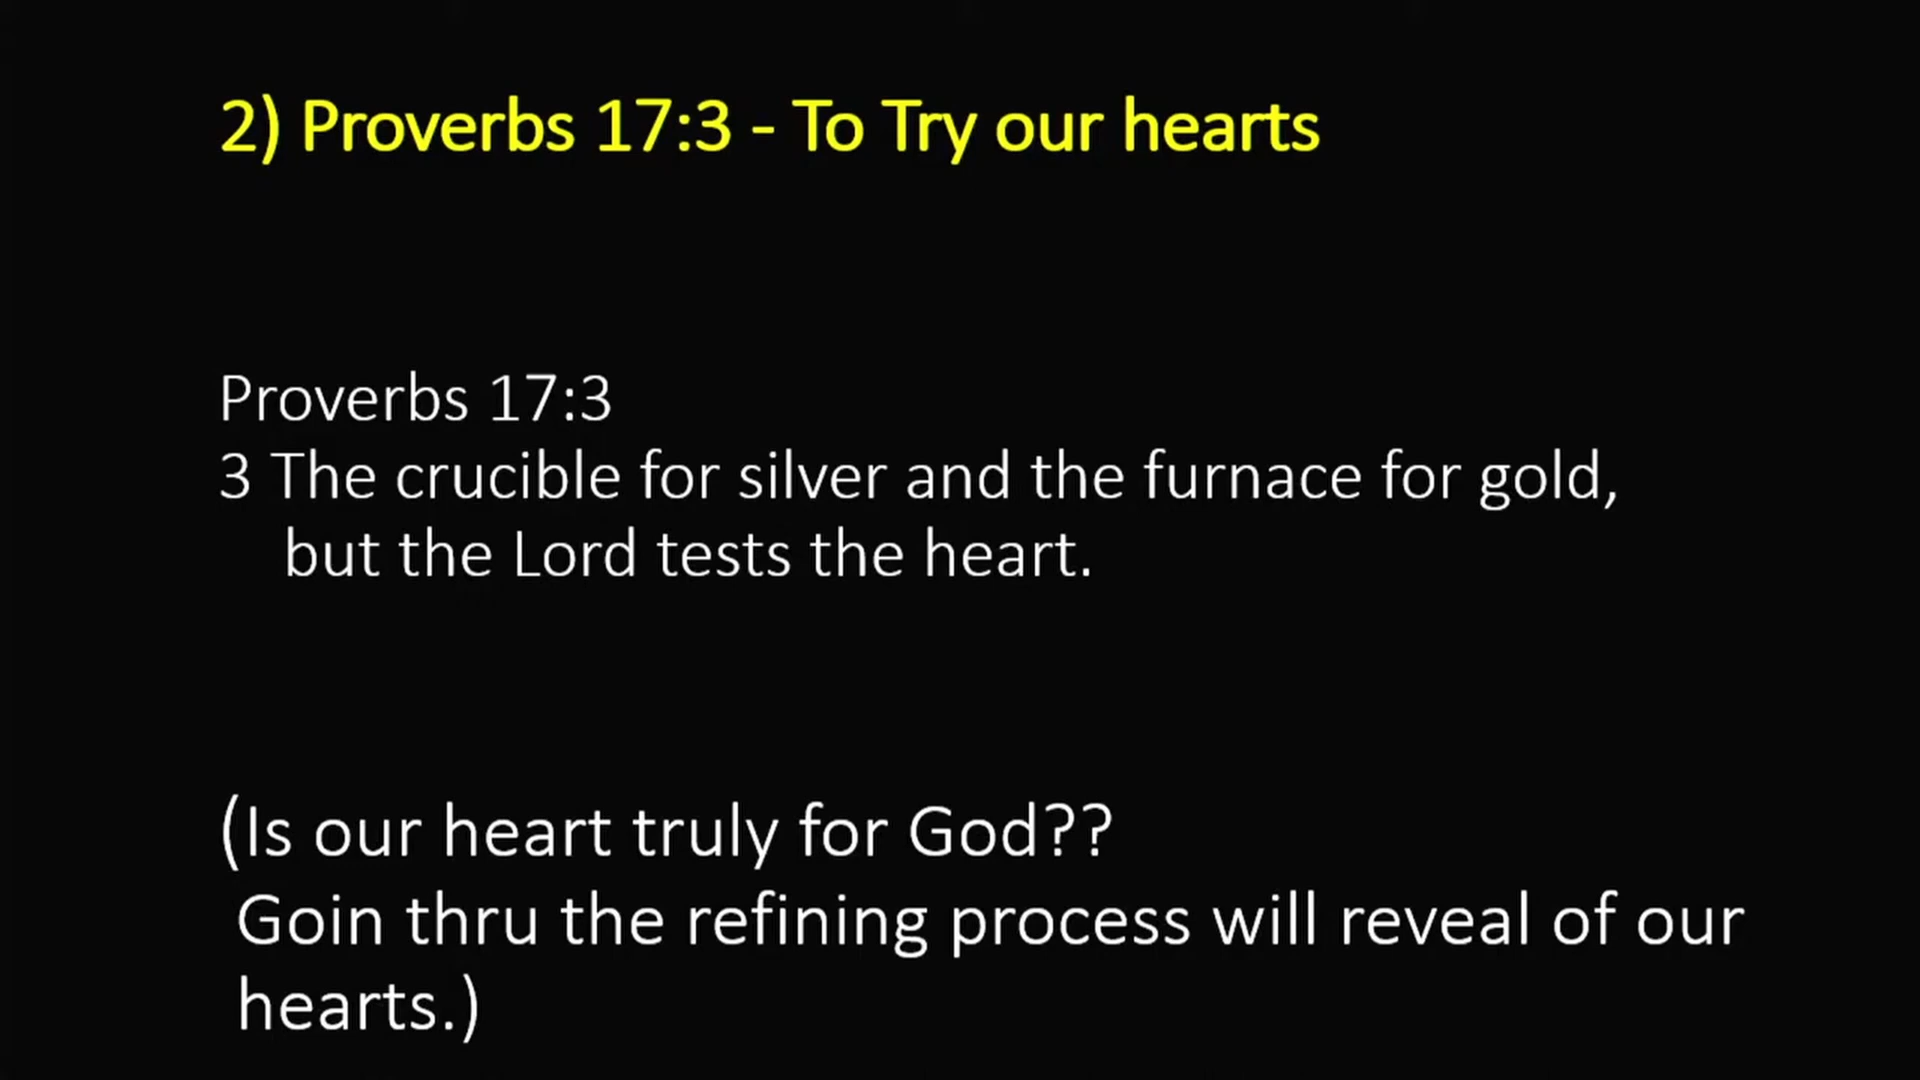 2) Proverbs 17:3 - To Try our hearts
Proverbs 17:3
3 The crucible for silver and the furnace for gold,
but the Lord tests the heart.
(Is our heart truly for God??
Goin thru the refining process will reveal of our
hearts.)